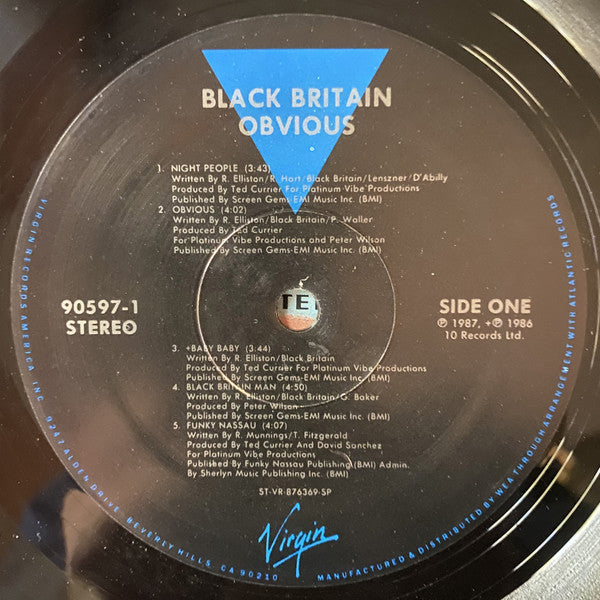 BLACK BRITAIN
OBVIOUS
1. NIGHT PEOPLE (3:43)
Written By R. Elliston/R. Hart/Black Britain/Lenszner/D'Abilly
Produced By Ted Currier For Platinum Vibe Productions
Published By Screen Gems-EMI Music Inc. (BMI)
2. OBVIOUS (4:02)
Written By R. Elliston/Black Britain/P. Waller
Produced By Ted Currier
For Platinum Vibe Productions and Peter Wilson
Published By Screen Gems-EMI Music Inc. (BMI)
90597-1
STEREO
TE
SIDE ONE
℗ 1987, +℗ 1986
10 Records Ltd.
3. +BABY BABY (3:44)
Written By R. Elliston/Black Britain
Produced By Ted Currier For Platinum Vibe Productions
Published By Screen Gems-EMI Music Inc. (BMI)
4. BLACK BRITAIN MAN (4:50)
Written By R. Elliston/Black Britain/G. Baker
Produced By Peter Wilson
Published By Screen Gems-EMI Music Inc. (BMI)
5. FUNKY NASSAU (4:07)
Written By R. Munnings/T. Fitzgerald
Produced By Ted Currier And David Sanchez
For Platinum Vibe Productions
Published By Funky Nassau Publishing (BMI) Admin.
By Sherlyn Music Publishing Inc. (BMI)
ST-VR-876369-SP
Virgin
VIRGIN RECORDS AMERICA, INC. 9247 ALDEN DRIVE, BEVERLY HILLS, CA 90210
MANUFACTURED & DISTRIBUTED BY WEA THROUGH ARRANGEMENT WITH ATLANTIC RECORDS